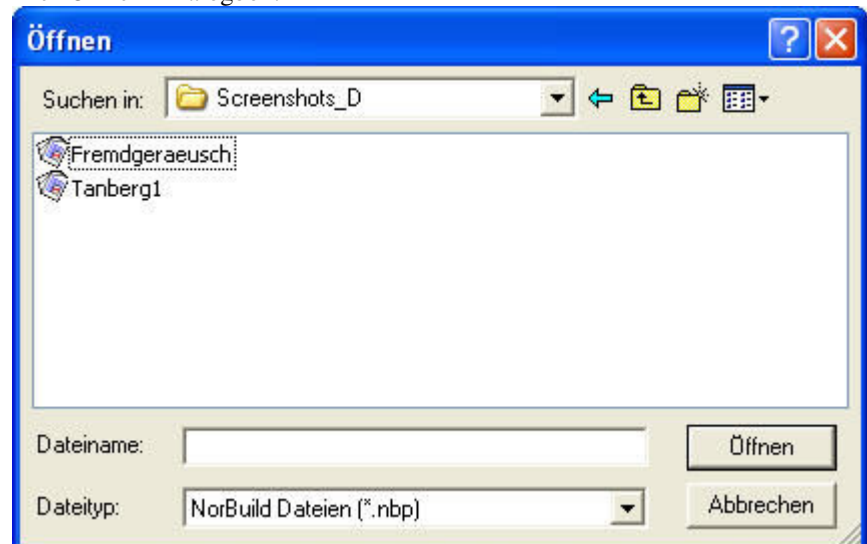 Öffnen
Suchen in: Screenshots_D
Fremdgeraeusch
Tanberg1
Dateiname: Öffnen
Dateityp: NorBuild Dateien (*.nbp) Abbrechen